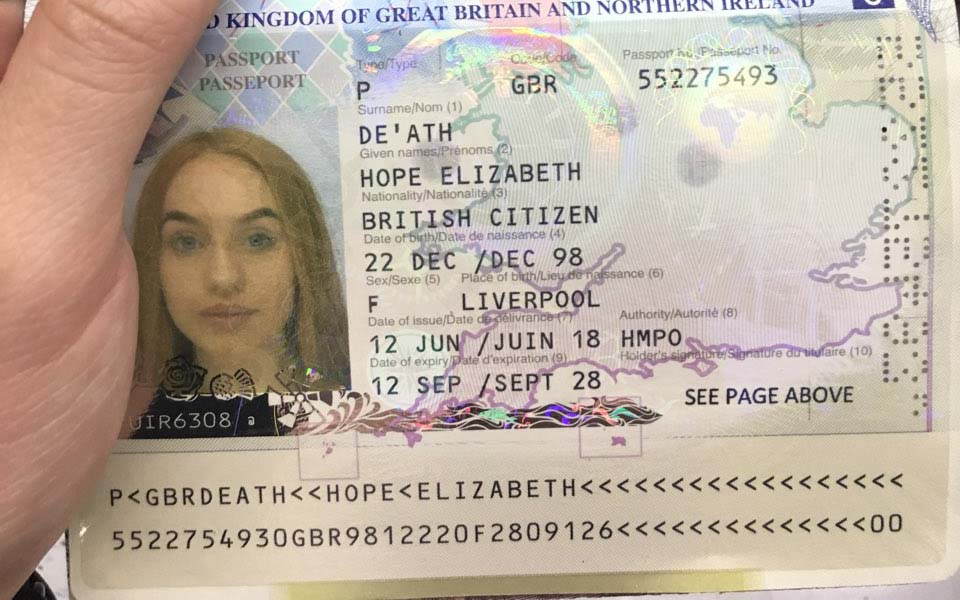 D KINGDOM OF GREAT BRITAIN AND NORTHERN IRELAND
PASSPORT
PASSEPORT
Type/Type Code/Code Passport No./Passeport No.
P GBR 552275493
Surname/Nom (1)
DE'ATH
Given names/Prénoms (2)
HOPE ELIZABETH
Nationality/Nationalité (3)
BRITISH CITIZEN
Date of birth/Date de naissance (4)
22 DEC /DEC 98
Sex/Sexe (5) Place of birth/Lieu de naissance (6)
F LIVERPOOL
Date of issue/Date de délivrance (7) Authority/Autorité (8)
12 JUN /JUIN 18 HMPO
Date of expiry/Date d'expiration (9) Holder's signature/Signature du titulaire (10)
12 SEP /SEPT 28
SEE PAGE ABOVE
UIR6308
P<GBRDEATH<<HOPE<ELIZABETH<<<<<<<<<<<<<<<<<<
5522754930GBR9812220F2809126<<<<<<<<<<<<<<00